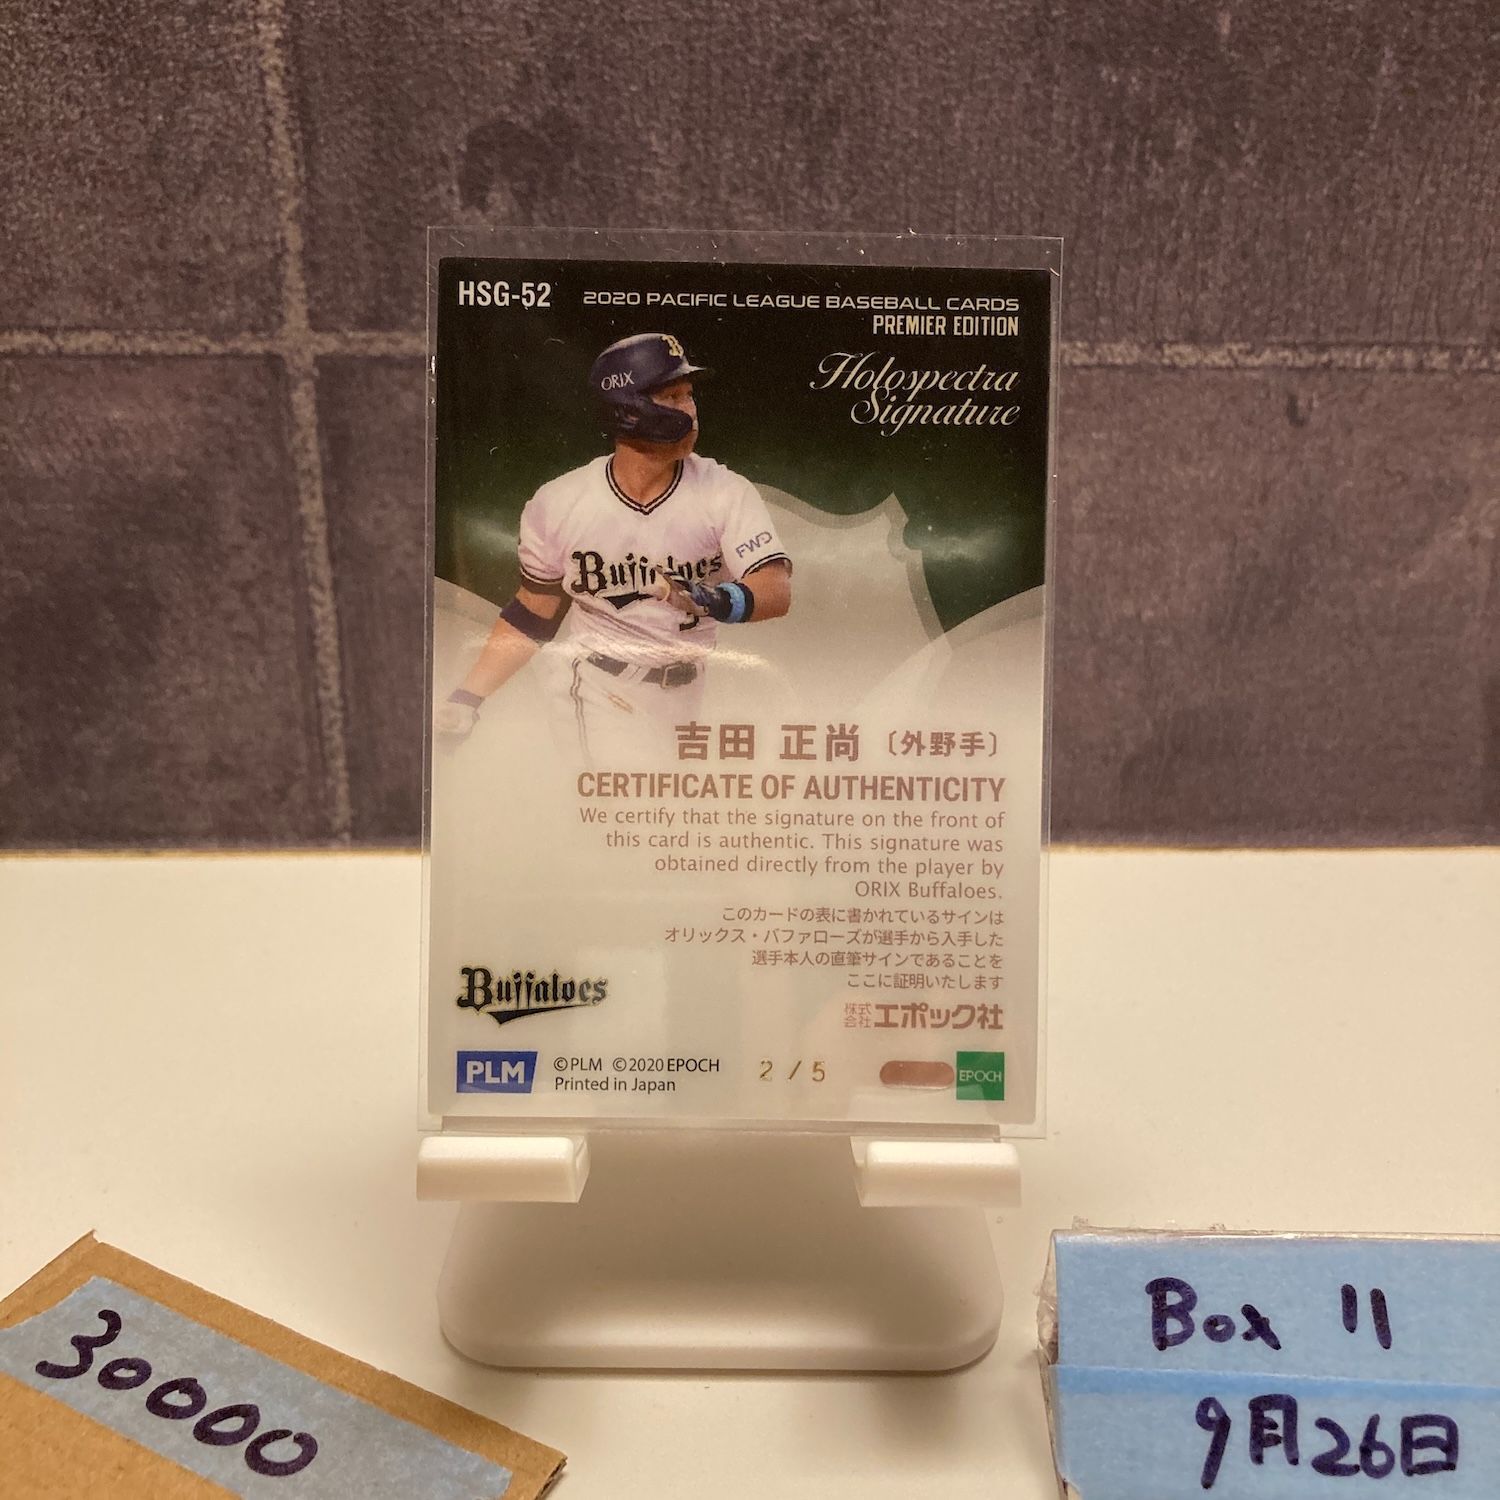 HSG-52
2020 PACIFIC LEAGUE BASEBALL CARDS
PREMIER EDITION
Holospectra
Signature
B
ORIX
FWD
Buffaloes
吉田 正尚〔外野手〕
CERTIFICATE OF AUTHENTICITY
We certify that the signature on the front of
this card is authentic. This signature was
obtained directly from the player by
ORIX Buffaloes.
このカードの表に書かれているサインは
オリックス・バファローズが選手から入手した
選手本人の直筆サインであることを
ここに証明いたします
株式会社エポック社
Buffaloes
PLM
©PLM ©2020 EPOCH
Printed in Japan
2 / 5
EPOCH
30000
Box 11
9月26日